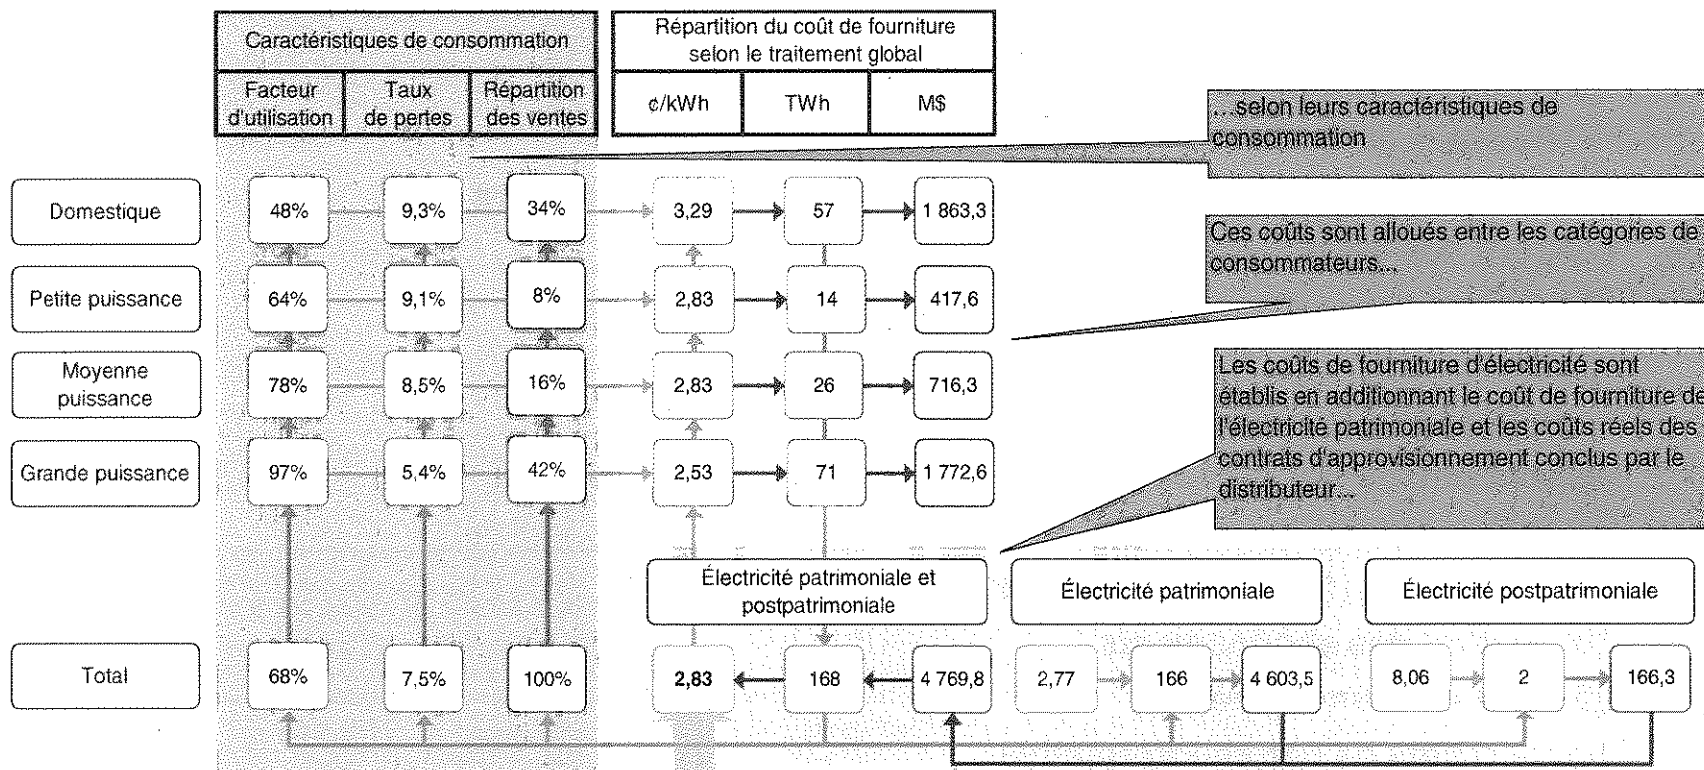 Caractéristiques de consommation
Répartition du coût de fourniture
selon le traitement global
Facteur
d'utilisation
Taux
de pertes
Répartition
des ventes
¢/kWh
TWh
M$
...selon leurs caractéristiques de
consommation
Domestique
48%
9,3%
34%
3,29
57
1 863,3
Ces coûts sont alloués entre les catégories de
consommateurs...
Petite puissance
64%
9,1%
8%
2,83
14
417,6
Moyenne
puissance
78%
8,5%
16%
2,83
26
716,3
Les coûts de fourniture d'électricité sont
établis en additionnant le coût de fourniture de
l'électricité patrimoniale et les coûts réels des
contrats d'approvisionnement conclus par le
distributeur...
Grande puissance
97%
5,4%
42%
2,53
71
1 772,6
Électricité patrimoniale et
postpatrimoniale
Électricité patrimoniale
Électricité postpatrimoniale
Total
68%
7,5%
100%
2,83
168
4 769,8
2,77
166
4 603,5
8,06
2
166,3